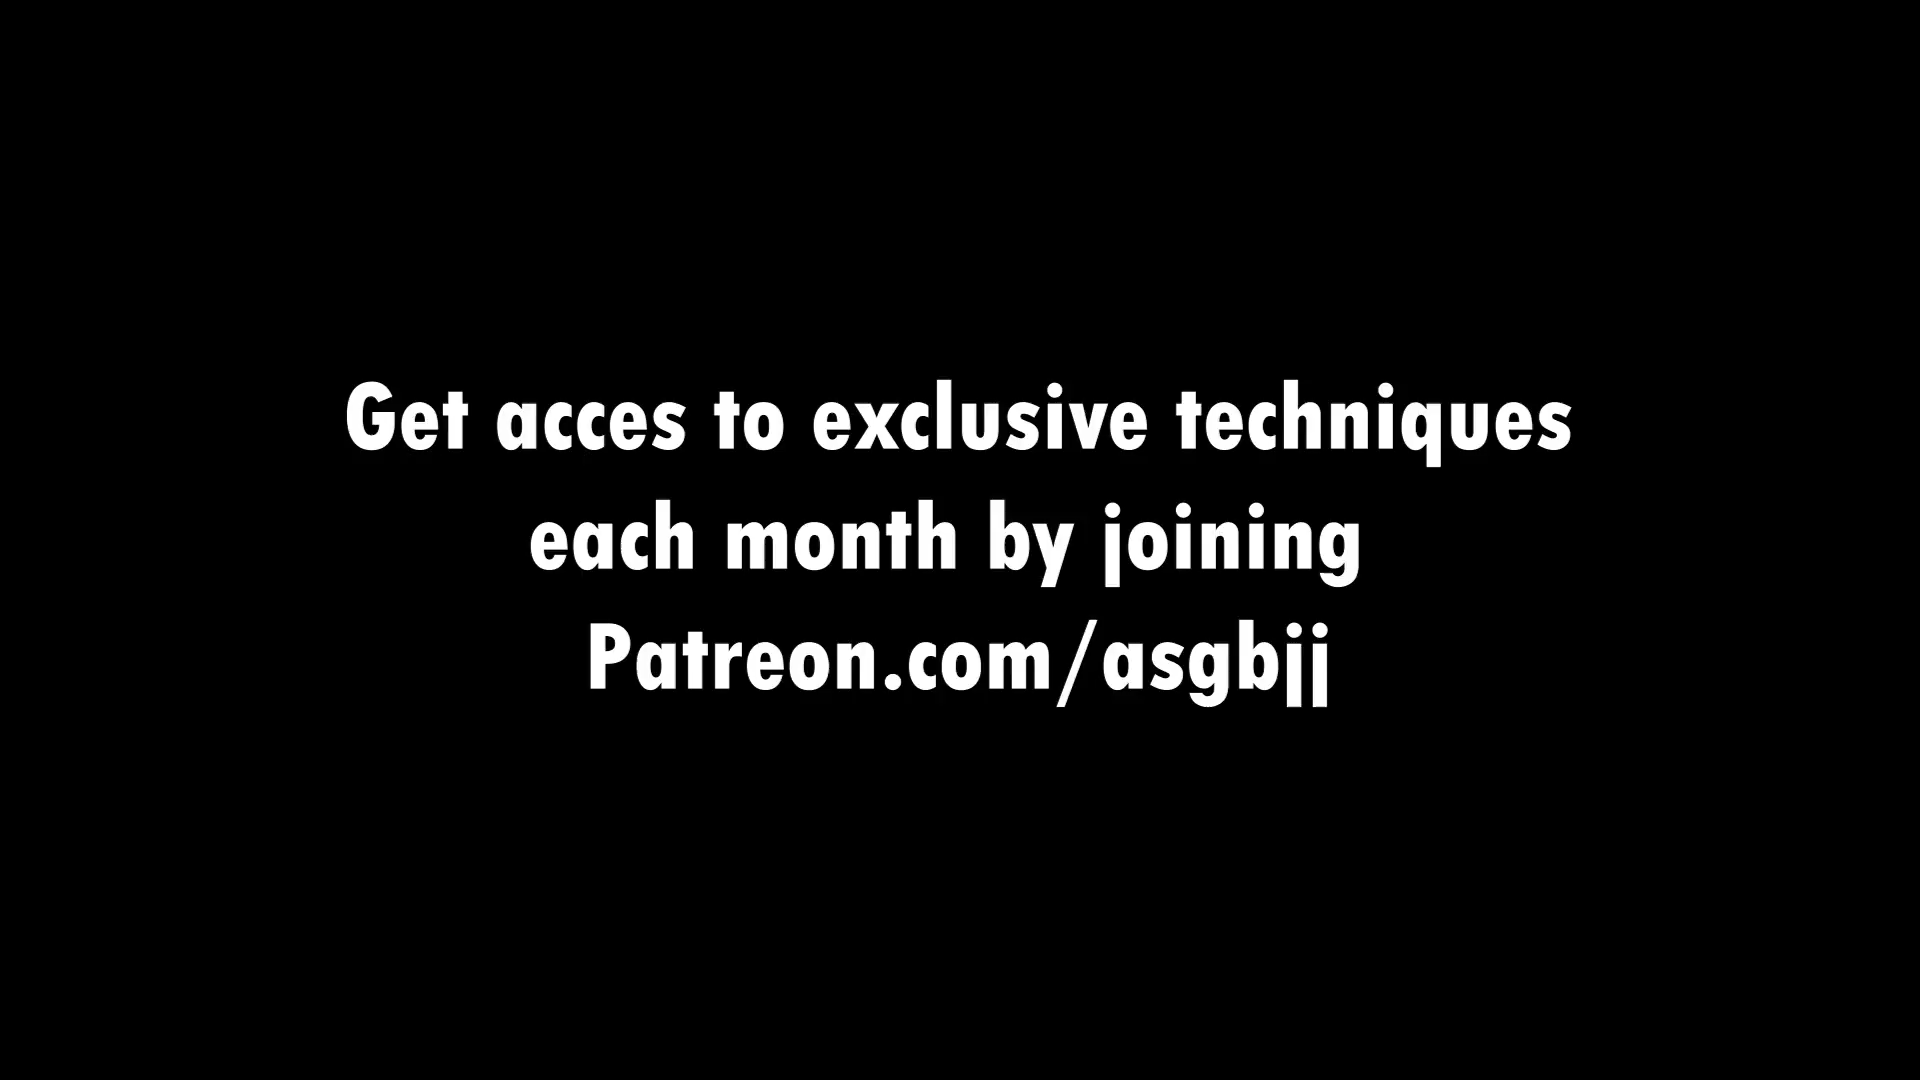 Get acces to exclusive techniques
each month by joining
Patreon.com/asgbjj